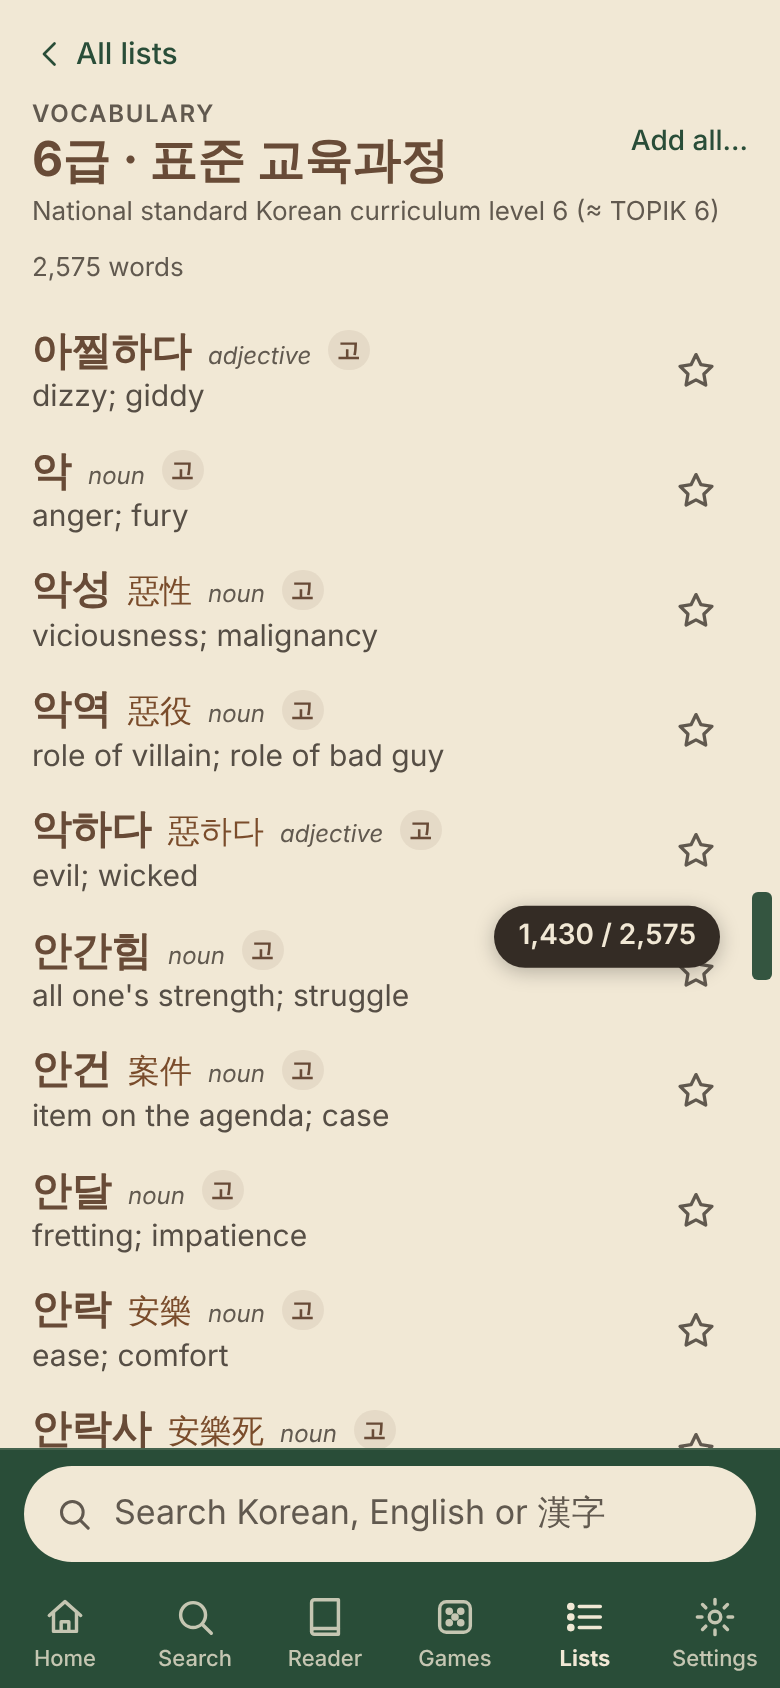 All lists
VOCABULARY
6급 · 표준 교육과정
Add all...
National standard Korean curriculum level 6 (≈ TOPIK 6)
2,575 words
아찔하다 adjective 고
dizzy; giddy
악 noun 고
anger; fury
악성 惡性 noun 고
viciousness; malignancy
악역 惡役 noun 고
role of villain; role of bad guy
악하다 惡하다 adjective 고
evil; wicked
1,430 / 2,575
안간힘 noun 고
all one's strength; struggle
안건 案件 noun 고
item on the agenda; case
안달 noun 고
fretting; impatience
안락 安樂 noun 고
ease; comfort
안락사 安樂死 noun 고
Search Korean, English or 漢字
Home Search Reader Games Lists Settings